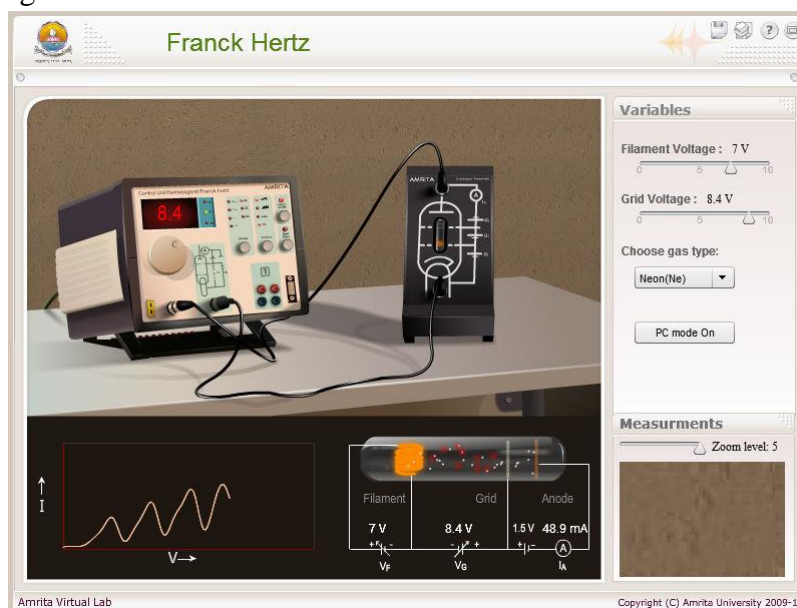 Franck Hertz
Variables
Filament Voltage : 7 V
0 5 10
Grid Voltage : 8.4 V
0 5 10
Choose gas type:
Neon(Ne)
PC mode On
AMRITA
8.4
AMRITA
Measurments
Zoom level: 5
I
V
Filament Grid Anode
7 V 8.4 V 1.5 V 48.9 mA
+ - - + + - A
VF VG IA
Amrita Virtual Lab
Copyright (C) Amrita University 2009-1